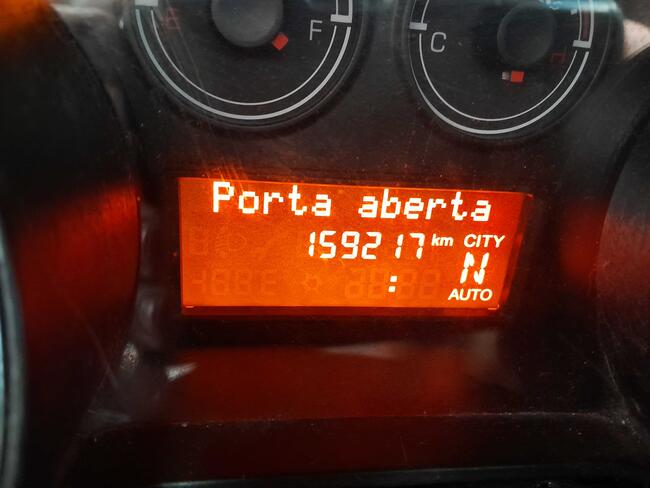 F
C
Porta aberta
159217 km CITY
N
:
AUTO